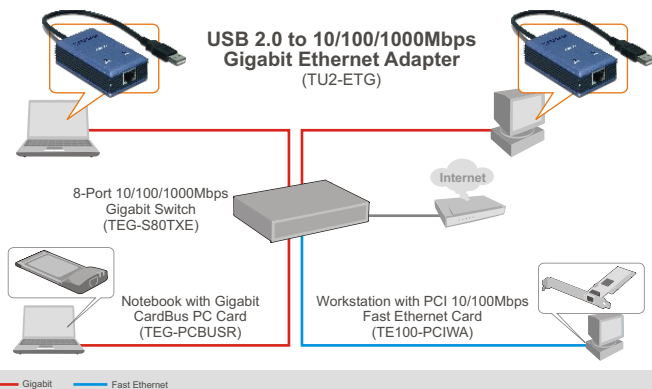 USB 2.0 to 10/100/1000Mbps
Gigabit Ethernet Adapter
(TU2-ETG)
Internet
8-Port 10/100/1000Mbps
Gigabit Switch
(TEG-S80TXE)
Notebook with Gigabit
CardBus PC Card
(TEG-PCBUSR)
Workstation with PCI 10/100Mbps
Fast Ethernet Card
(TE100-PCIWA)
Gigabit
Fast Ethernet